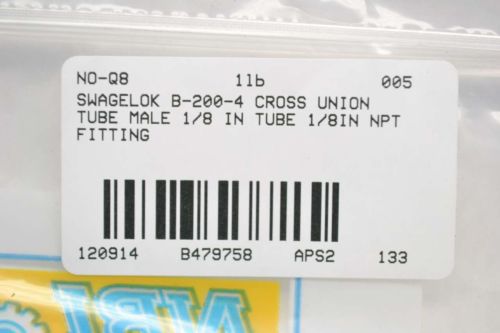 NO-Q8 1lb 005
SWAGELOK B-200-4 CROSS UNION
TUBE MALE 1/8 IN TUBE 1/8IN NPT
FITTING
120914 B479758 APS2 133